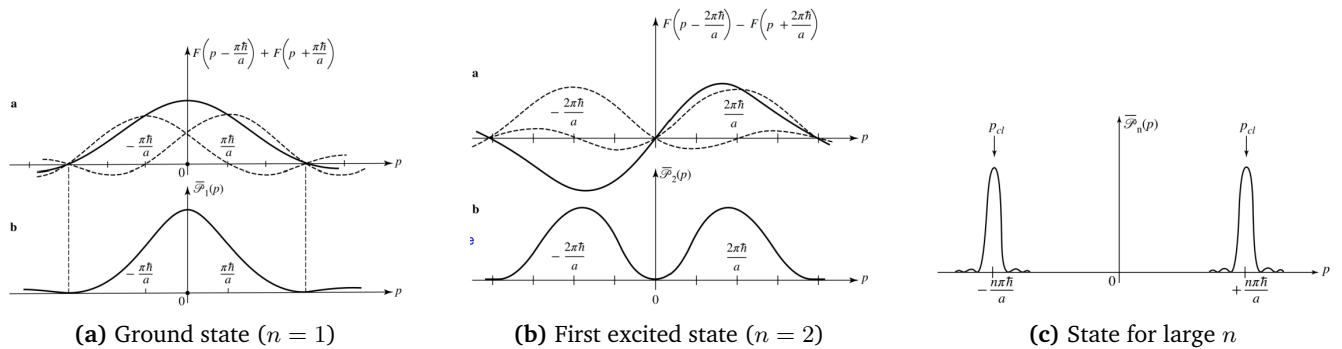 F(p − πħ/a) + F(p + πħ/a)
a
− πħ/a
πħ/a
p
0
𝒫̅₁(p)
b
− πħ/a
πħ/a
p
0
(a) Ground state (n = 1)
F(p − 2πħ/a) − F(p + 2πħ/a)
a
− 2πħ/a
2πħ/a
p
𝒫̅₂(p)
b
e
− 2πħ/a
2πħ/a
p
0
(b) First excited state (n = 2)
𝒫̅ₙ(p)
p_cl
p_cl
0
p
− nπħ/a
+ nπħ/a
(c) State for large n